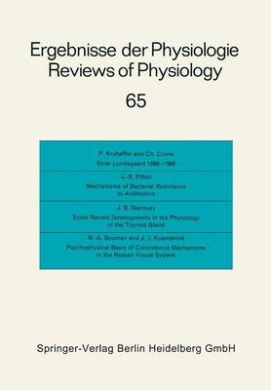 Ergebnisse der Physiologie
Reviews of Physiology
65
P. Kruhøffer and Ch. Crone
Einar Lundsgaard 1899–1968
J.-S. Pitton
Mechanisms of Bacterial Resistance
to Antibiotics
J. B. Stanbury
Some Recent Developments in the Physiology
of the Thyroid Gland
M. A. Bouman and J. J. Koenderink
Psychophysical Basis of Coincidence Mechanisms
in the Human Visual System
Springer-Verlag Berlin Heidelberg GmbH